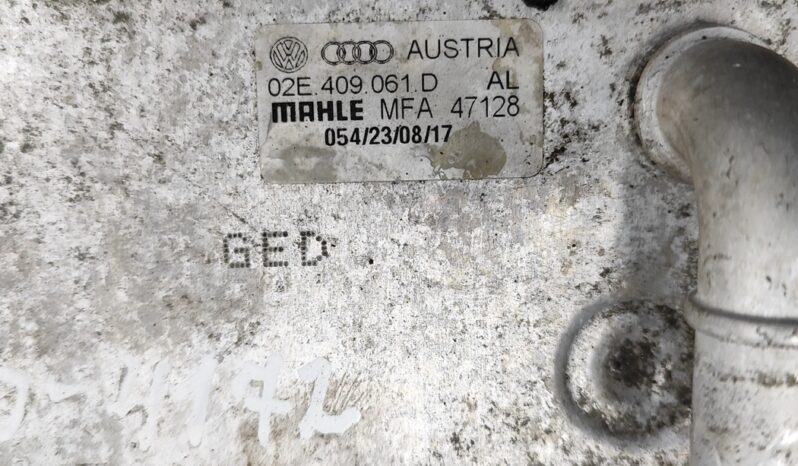 AUSTRIA
02E.409.061.D AL
MAHLE MFA 47128
054/23/08/17
GED